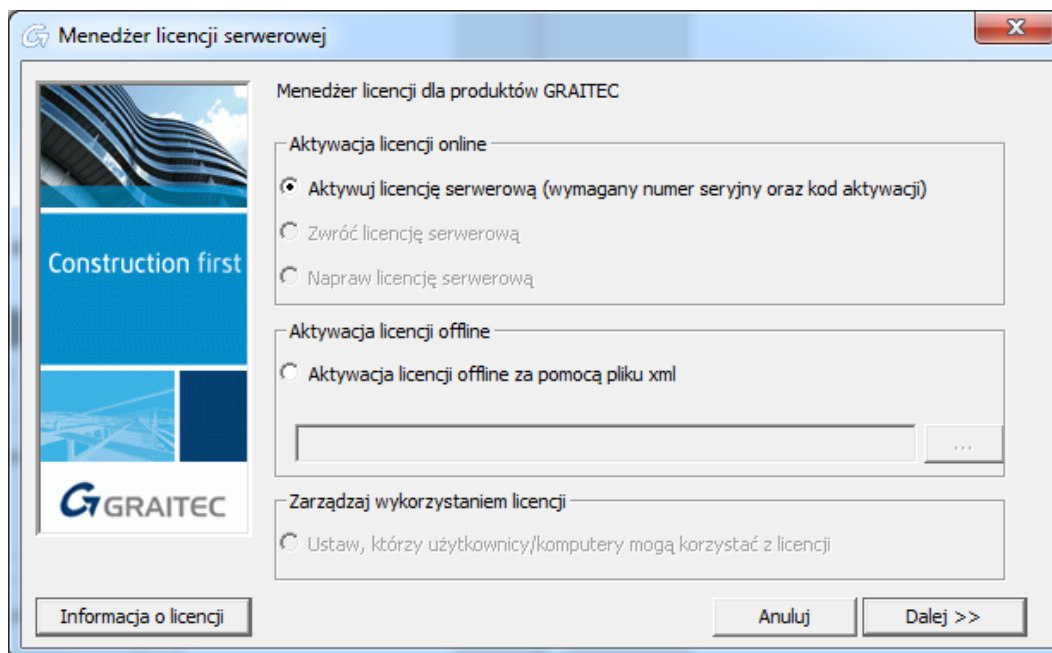 Menedżer licencji serwerowej
Menedżer licencji dla produktów GRAITEC
Aktywacja licencji online
Aktywuj licencję serwerową (wymagany numer seryjny oraz kod aktywacji)
Zwróć licencję serwerową
Napraw licencję serwerową
Construction first
Aktywacja licencji offline
Aktywacja licencji offline za pomocą pliku xml
...
GRAITEC
Zarządzaj wykorzystaniem licencji
Ustaw, którzy użytkownicy/komputery mogą korzystać z licencji
Informacja o licencji
Anuluj
Dalej >>